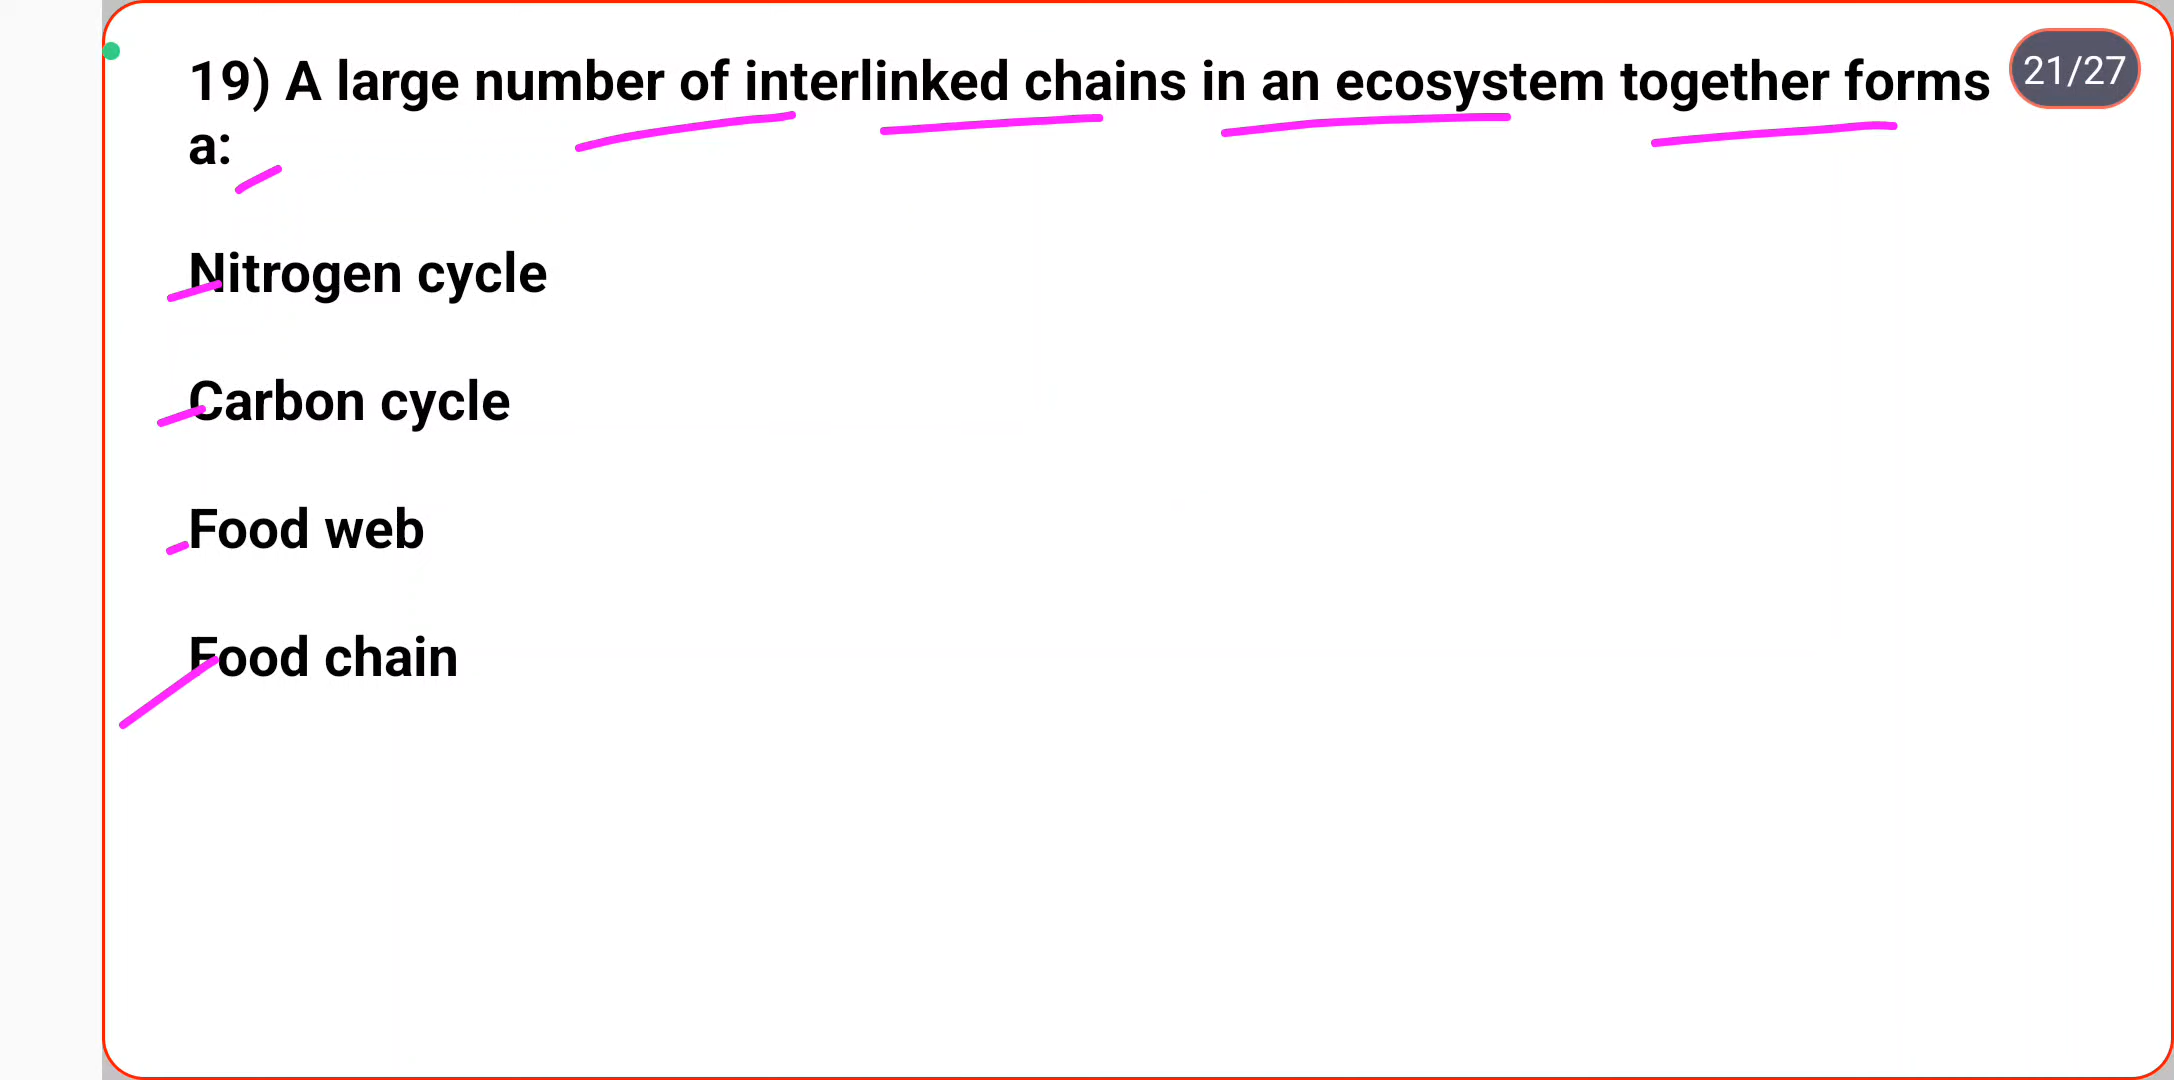 19) A large number of interlinked chains in an ecosystem together forms
21/27
a:
Nitrogen cycle
Carbon cycle
Food web
Food chain